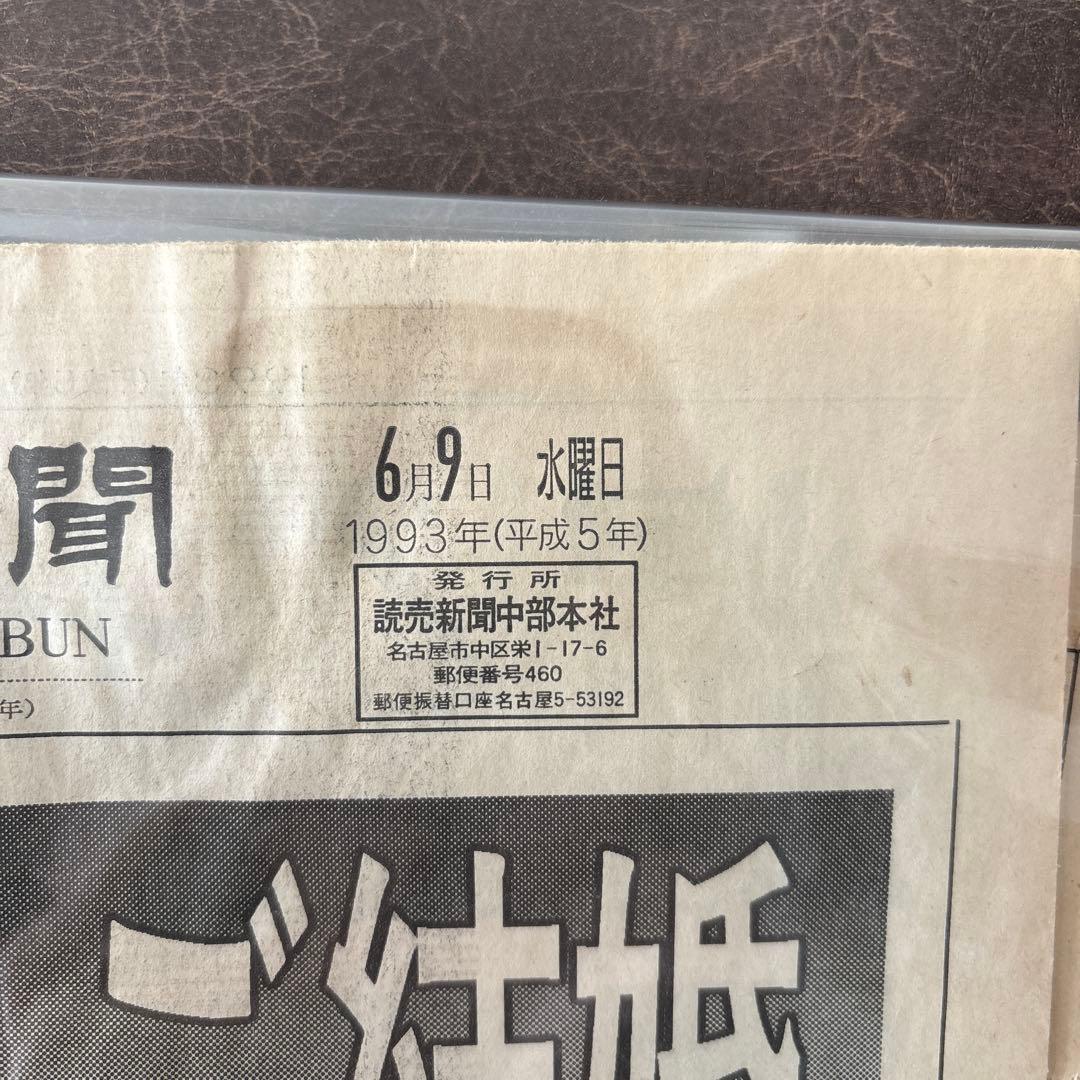 聞
BUN
年)
6月9日 水曜日
1993年(平成5年)
発行所
読売新聞中部本社
名古屋市中区栄1-17-6
郵便番号460
郵便振替口座名古屋5-53192
ご結婚